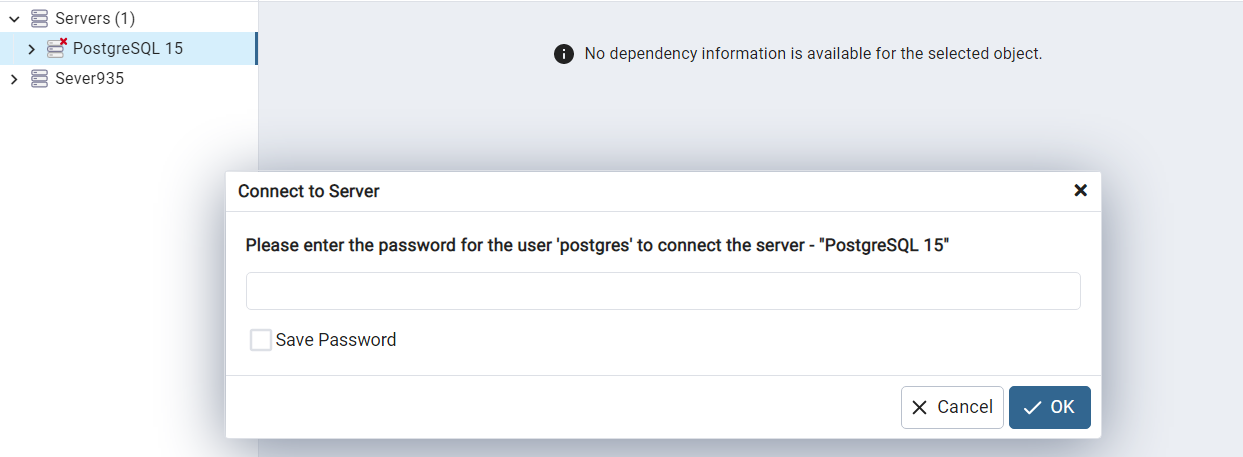 Servers (1)
PostgreSQL 15
Sever935
No dependency information is available for the selected object.
Connect to Server
Please enter the password for the user 'postgres' to connect the server - "PostgreSQL 15"
Save Password
Cancel
OK